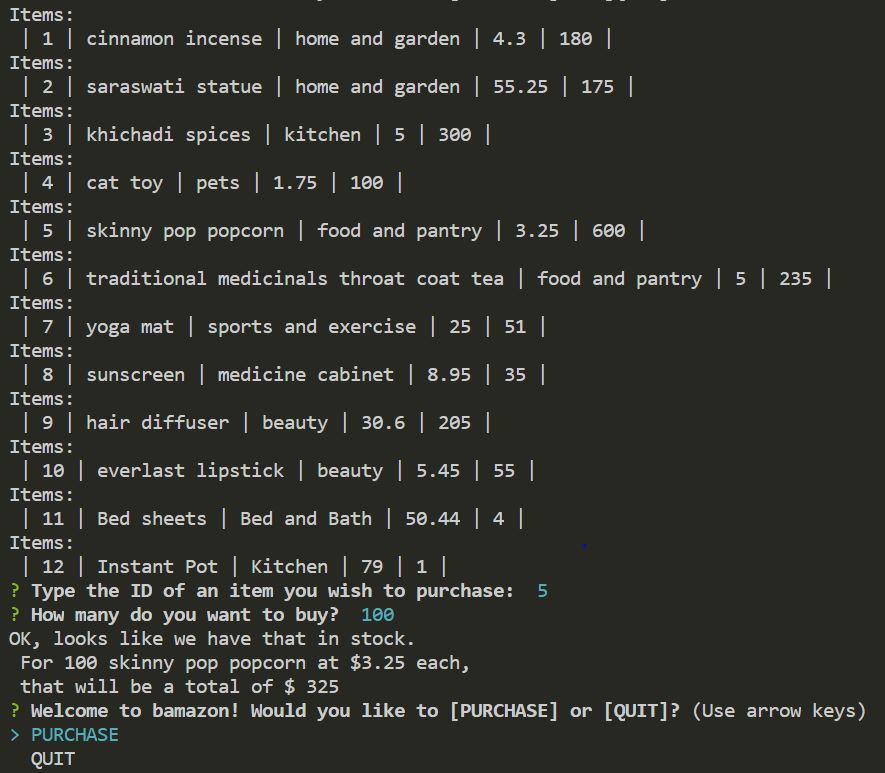 Items:
| 1 | cinnamon incense | home and garden | 4.3 | 180 |
Items:
| 2 | saraswati statue | home and garden | 55.25 | 175 |
Items:
| 3 | khichadi spices | kitchen | 5 | 300 |
Items:
| 4 | cat toy | pets | 1.75 | 100 |
Items:
| 5 | skinny pop popcorn | food and pantry | 3.25 | 600 |
Items:
| 6 | traditional medicinals throat coat tea | food and pantry | 5 | 235 |
Items:
| 7 | yoga mat | sports and exercise | 25 | 51 |
Items:
| 8 | sunscreen | medicine cabinet | 8.95 | 35 |
Items:
| 9 | hair diffuser | beauty | 30.6 | 205 |
Items:
| 10 | everlast lipstick | beauty | 5.45 | 55 |
Items:
| 11 | Bed sheets | Bed and Bath | 50.44 | 4 |
Items:
| 12 | Instant Pot | Kitchen | 79 | 1 |
? Type the ID of an item you wish to purchase: 5
? How many do you want to buy? 100
OK, looks like we have that in stock.
For 100 skinny pop popcorn at $3.25 each,
that will be a total of $ 325
? Welcome to bamazon! Would you like to [PURCHASE] or [QUIT]? (Use arrow keys)
> PURCHASE
QUIT